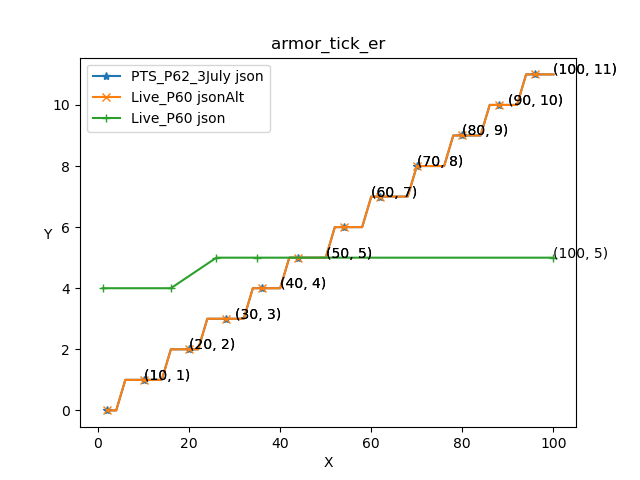 armor_tick_er
PTS_P62_3July json
Live_P60 jsonAlt
Live_P60 json
(100, 11)
(90, 10)
(80, 9)
(70, 8)
(60, 7)
(50, 5)
(100, 5)
(40, 4)
(30, 3)
(20, 2)
(10, 1)
10
8
6
4
2
0
Y
0 20 40 60 80 100
X